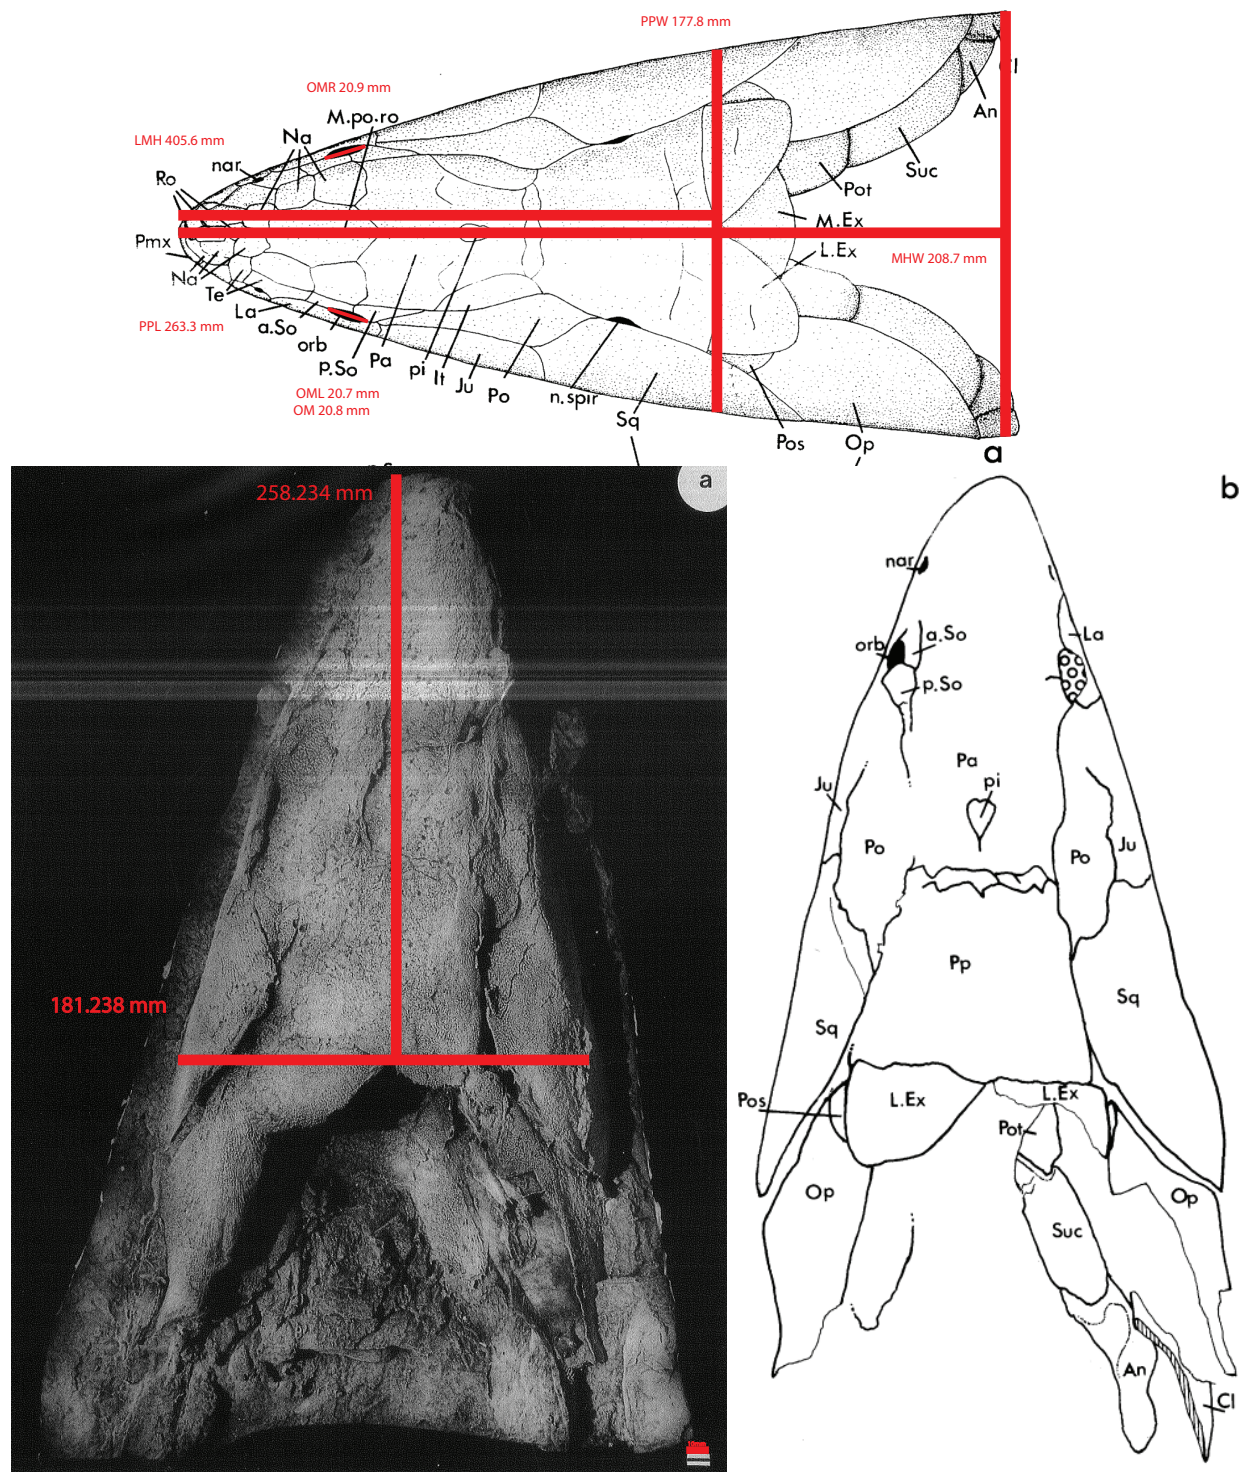 PPW 177.8 mm
OMR 20.9 mm
M.po.ro
LMH 405.6 mm
Na
nar
Ro
An
Suc
Pot
M.Ex
L.Ex
MHW 208.7 mm
Pmx
Na
Te
La
a.So
orb
PPL 263.3 mm
p.So
Pa
pi
It
Ju
Po
n.spir
Sq
Pos
Op
OML 20.7 mm
OM 20.8 mm
a
258.234 mm
a
181.238 mm
10mm
b
nar
orb
a.So
La
p.So
Pa
pi
Ju
Po
Po
Ju
Pp
Sq
Sq
Pos
L.Ex
L.Ex
Pot
Op
Op
Suc
An
Cl